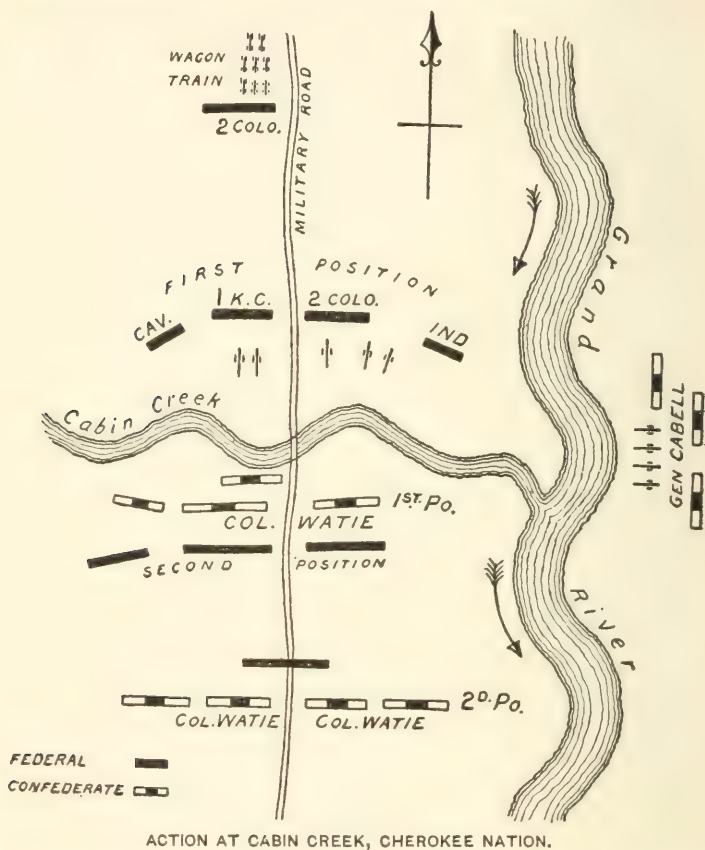 WAGON
TRAIN
2 COLO.
MILITARY ROAD
FIRST POSITION
CAV.
1 K.C.
2 COLO.
IND
Grand
Cabin Creek
GEN CABELL
1ST. PO.
COL. WATIE
SECOND POSITION
River
2D. PO.
COL. WATIE COL. WATIE
FEDERAL
CONFEDERATE
ACTION AT CABIN CREEK, CHEROKEE NATION.